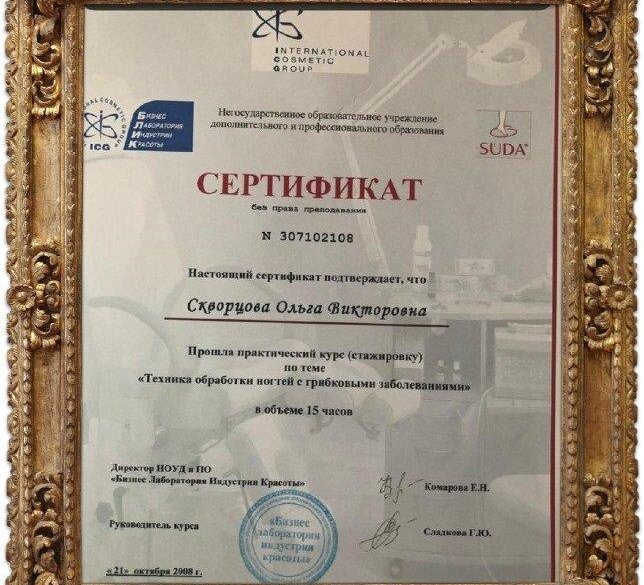 INTERNATIONAL
COSMETIC
GROUP
ICG
БИЗНЕС
ЛАБОРАТОРИЯ
ИНДУСТРИИ
КРАСОТЫ
Негосударственное образовательное учреждение
дополнительного и профессионального образования
SUDA
СЕРТИФИКАТ
без права преподавания
N 307102108
Настоящий сертификат подтверждает, что
Скворцова Ольга Викторовна
Прошла практический курс (стажировку)
по теме
«Техника обработки ногтей с грибковыми заболеваниями»
в объеме 15 часов
Директор НОУД и ПО
«Бизнес Лаборатория Индустрии Красоты»
Комарова Е.Н.
Руководитель курса
Сладкова Г.Ю.
«Бизнес
лаборатория
индустрии
красоты»
«21» октября 2008 г.